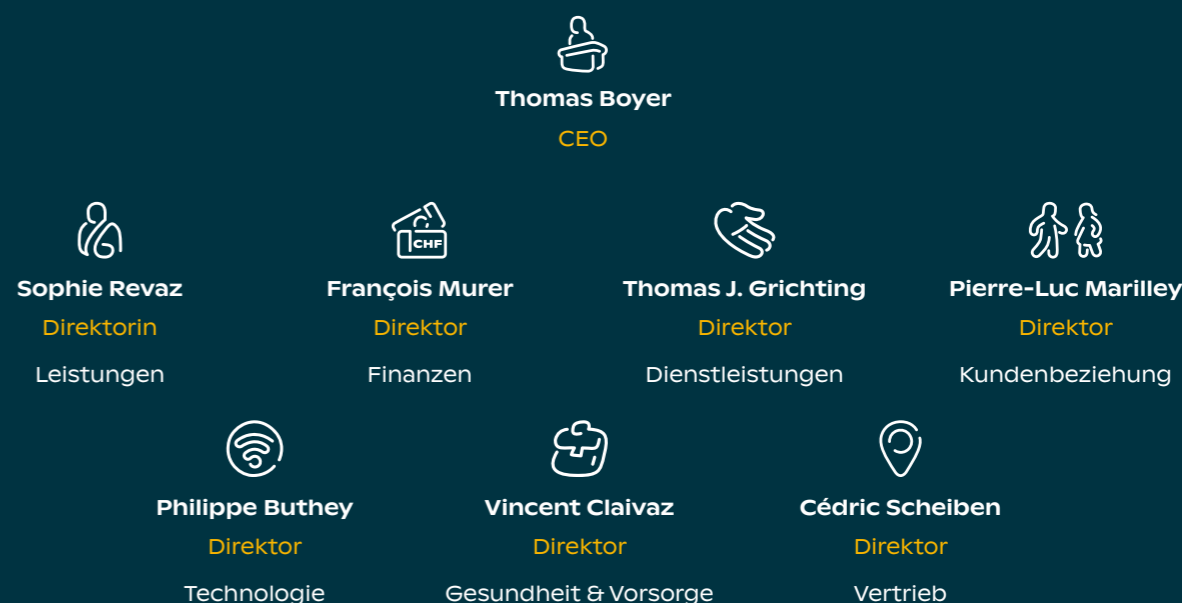 Thomas Boyer
CEO
CHF
Sophie Revaz
Direktorin
Leistungen
François Murer
Direktor
Finanzen
Thomas J. Grichting
Direktor
Dienstleistungen
Pierre-Luc Marilley
Direktor
Kundenbeziehung
Philippe Buthey
Direktor
Technologie
Vincent Claivaz
Direktor
Gesundheit & Vorsorge
Cédric Scheiben
Direktor
Vertrieb